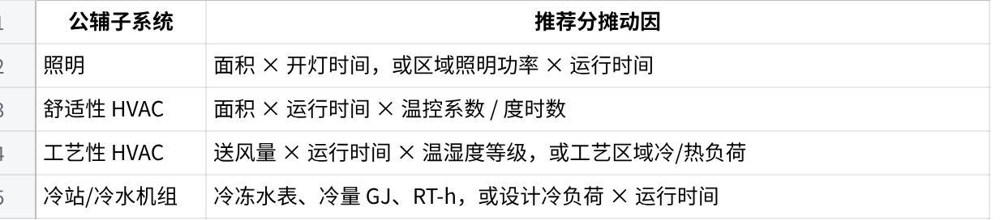 公辅子系统 推荐分摊动因
2 照明 面积 × 开灯时间，或区域照明功率 × 运行时间
3 舒适性 HVAC 面积 × 运行时间 × 温控系数 / 度时数
4 工艺性 HVAC 送风量 × 运行时间 × 温湿度等级，或工艺区域冷/热负荷
5 冷站/冷水机组 冷冻水表、冷量 GJ、RT-h，或设计冷负荷 × 运行时间